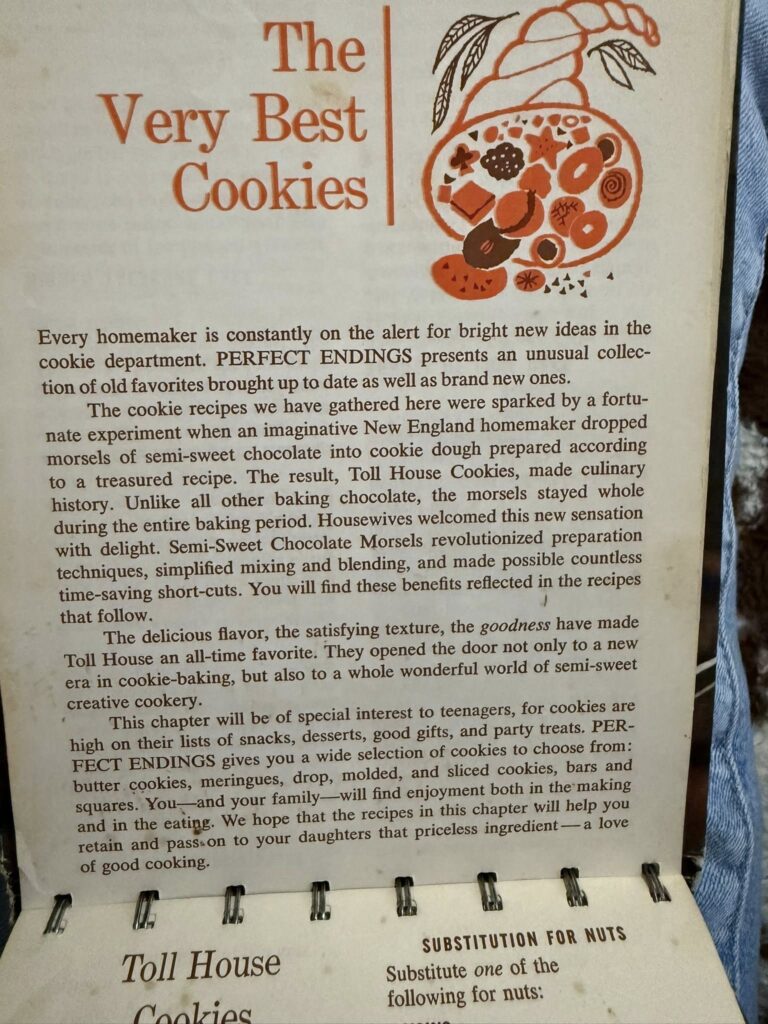 The
Very Best
Cookies
Every homemaker is constantly on the alert for bright new ideas in the
cookie department. PERFECT ENDINGS presents an unusual collec-
tion of old favorites brought up to date as well as brand new ones.
The cookie recipes we have gathered here were sparked by a fortu-
nate experiment when an imaginative New England homemaker dropped
morsels of semi-sweet chocolate into cookie dough prepared according
to a treasured recipe. The result, Toll House Cookies, made culinary
history. Unlike all other baking chocolate, the morsels stayed whole
during the entire baking period. Housewives welcomed this new sensation
with delight. Semi-Sweet Chocolate Morsels revolutionized preparation
techniques, simplified mixing and blending, and made possible countless
time-saving short-cuts. You will find these benefits reflected in the recipes
that follow.
The delicious flavor, the satisfying texture, the goodness have made
Toll House an all-time favorite. They opened the door not only to a new
era in cookie-baking, but also to a whole wonderful world of semi-sweet
creative cookery.
This chapter will be of special interest to teenagers, for cookies are
high on their lists of snacks, desserts, good gifts, and party treats. PER-
FECT ENDINGS gives you a wide selection of cookies to choose from:
butter cookies, meringues, drop, molded, and sliced cookies, bars and
squares. You—and your family—will find enjoyment both in the making
and in the eating. We hope that the recipes in this chapter will help you
retain and pass on to your daughters that priceless ingredient—a love
of good cooking.
Toll House
Cookies
SUBSTITUTION FOR NUTS
Substitute one of the
following for nuts: